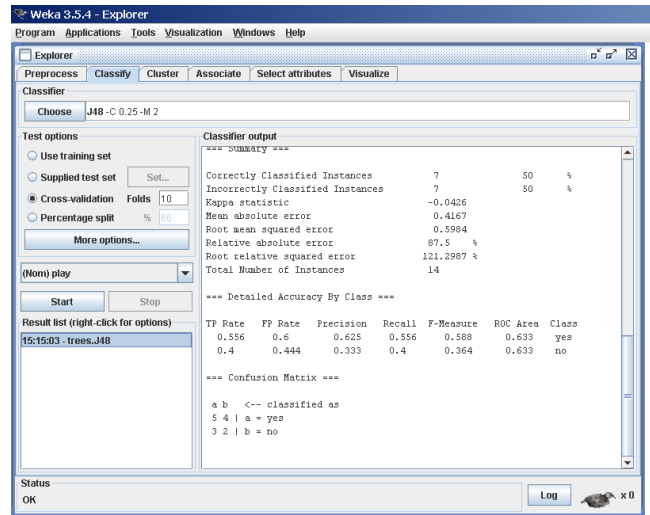 Weka 3.5.4 - Explorer
Program Applications Tools Visualization Windows Help
Explorer
Preprocess Classify Cluster Associate Select attributes Visualize
Classifier
Choose J48 -C 0.25 -M 2
Test options
Use training set
Supplied test set Set...
Cross-validation Folds 10
Percentage split % 66
More options...
(Nom) play
Start Stop
Result list (right-click for options)
15:15:03 - trees.J48
Classifier output
=== Summary ===
Correctly Classified Instances 7 50 %
Incorrectly Classified Instances 7 50 %
Kappa statistic -0.0426
Mean absolute error 0.4167
Root mean squared error 0.5984
Relative absolute error 87.5 %
Root relative squared error 121.2987 %
Total Number of Instances 14
=== Detailed Accuracy By Class ===
TP Rate FP Rate Precision Recall F-Measure ROC Area Class
0.556 0.6 0.625 0.556 0.588 0.633 yes
0.4 0.444 0.333 0.4 0.364 0.633 no
=== Confusion Matrix ===
a b <-- classified as
5 4 | a = yes
3 2 | b = no
Status
OK
Log
x 0